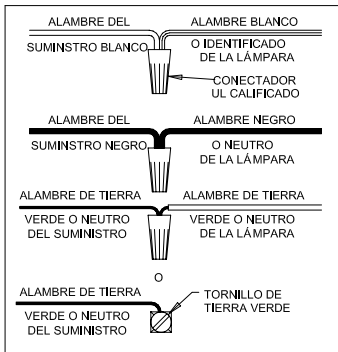 ALAMBRE DEL ALAMBRE BLANCO
SUMINSTRO BLANCO O IDENTIFICADO
DE LA LÁMPARA
CONECTADOR
UL CALIFICADO
ALAMBRE DEL ALAMBRE NEGRO
SUMINSTRO NEGRO O NEUTRO
DE LA LÁMPARA
ALAMBRE DE TIERRA ALAMBRE DE TIERRA
VERDE O NEUTRO VERDE O NEUTRO
DEL SUMINISTRO DE LA LÁMPARA
O
ALAMBRE DE TIERRA TORNILLO DE
VERDE O NEUTRO TIERRA VERDE
DEL SUMINISTRO